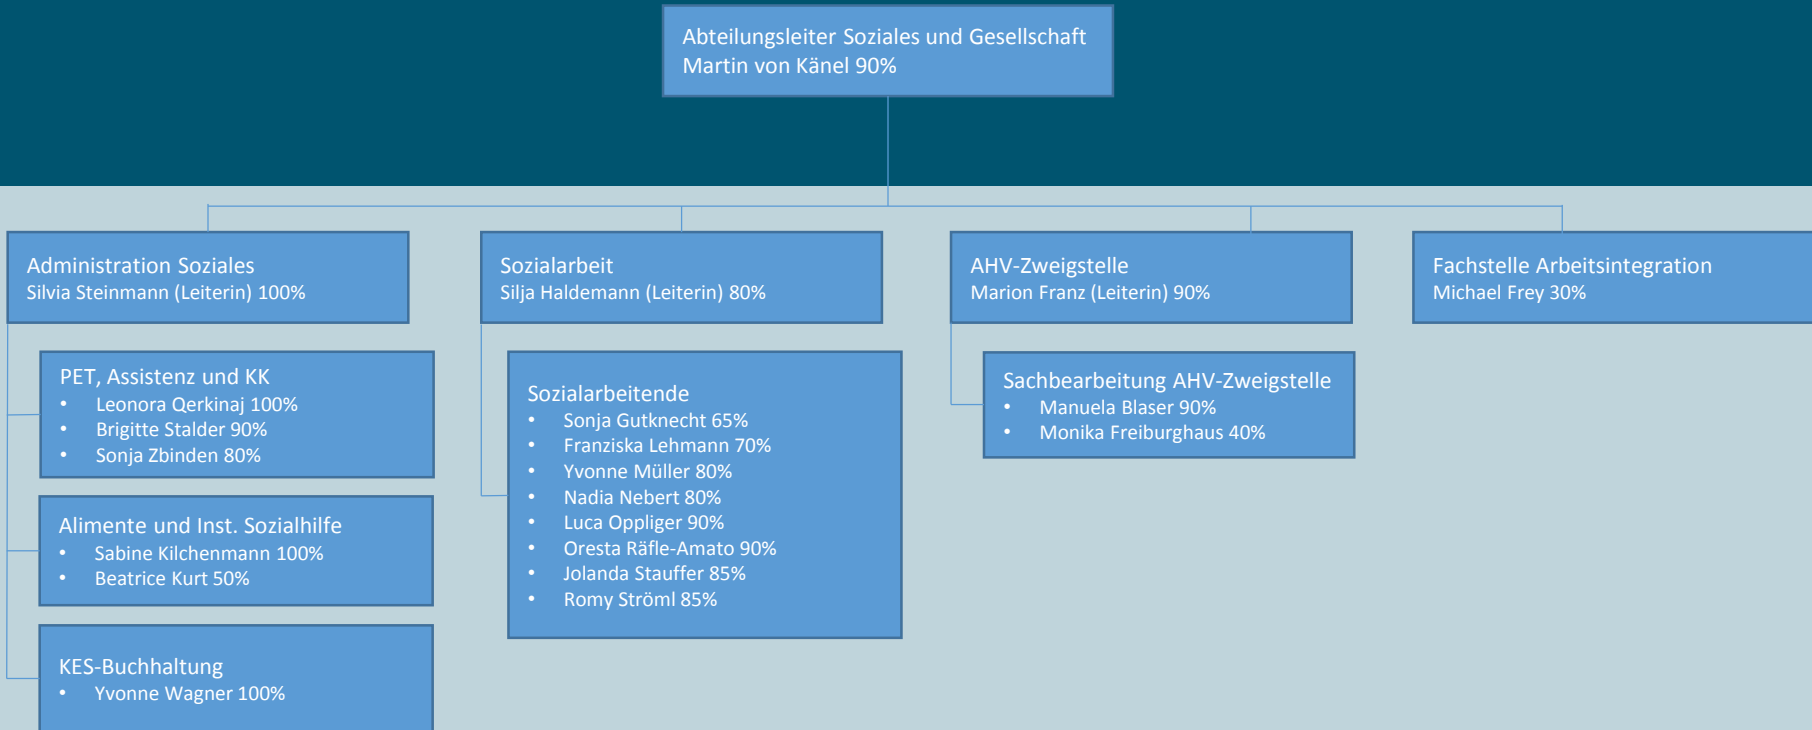 Abteilungsleiter Soziales und Gesellschaft
Martin von Känel 90%
Administration Soziales
Silvia Steinmann (Leiterin) 100%
PET, Assistenz und KK
• Leonora Qerkinaj 100%
• Brigitte Stalder 90%
• Sonja Zbinden 80%
Alimente und Inst. Sozialhilfe
• Sabine Kilchenmann 100%
• Beatrice Kurt 50%
KES-Buchhaltung
• Yvonne Wagner 100%
Sozialarbeit
Silja Haldemann (Leiterin) 80%
Sozialarbeitende
• Sonja Gutknecht 65%
• Franziska Lehmann 70%
• Yvonne Müller 80%
• Nadia Nebert 80%
• Luca Oppliger 90%
• Oresta Räfle-Amato 90%
• Jolanda Stauffer 85%
• Romy Ströml 85%
AHV-Zweigstelle
Marion Franz (Leiterin) 90%
Sachbearbeitung AHV-Zweigstelle
• Manuela Blaser 90%
• Monika Freiburghaus 40%
Fachstelle Arbeitsintegration
Michael Frey 30%